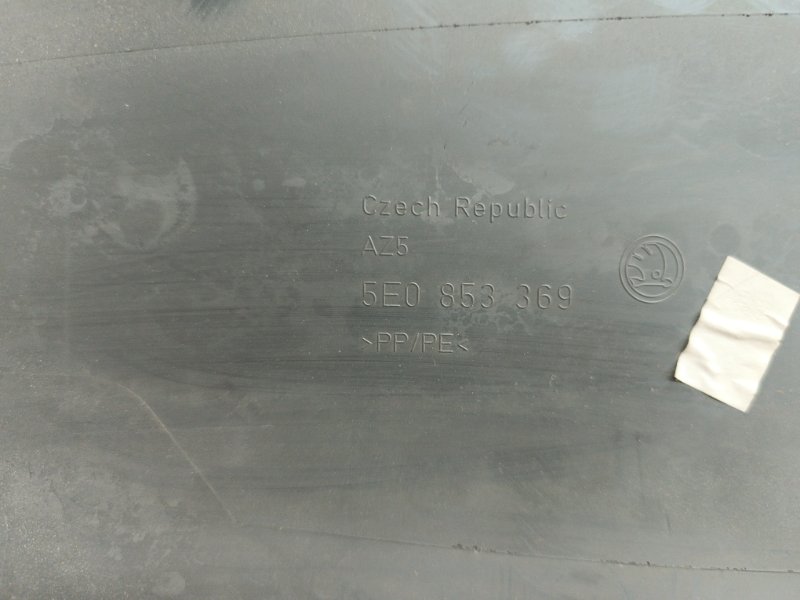 Czech Republic
AZ5
5E0 853 369
>PP/PE<